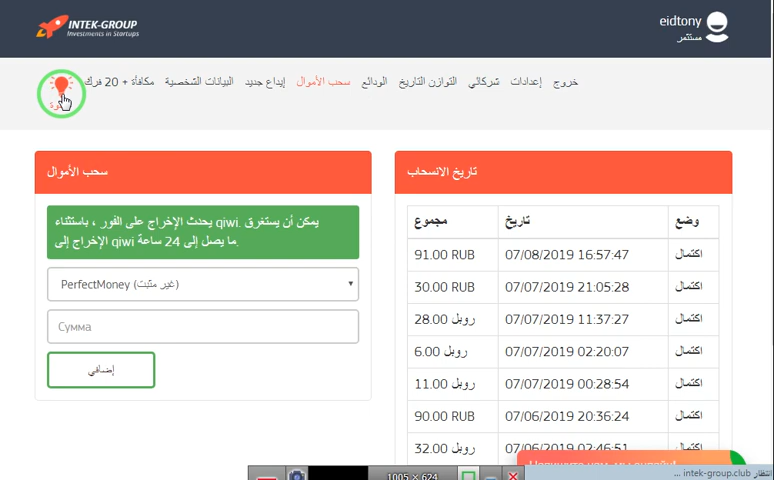 INTEK-GROUP
Investments in Startups
eidtony
مستثمر
خروج
إعدادات
شركائي
التوازن التاريخ
الودائع
سحب الأموال
إيداع جديد
البيانات الشخصية
مكافأة + 20 فرك
سحب الأموال
يحدث الإخراج على الفور ، باستثناء qiwi. يمكن أن يستغرق
الإخراج إلى qiwi ما يصل إلى 24 ساعة.
PerfectMoney (غير مثبت)
Сумма
إضافي
تاريخ الانسحاب
مجموع تاريخ وضع
91.00 RUB 07/08/2019 16:57:47 اكتمال
30.00 RUB 07/07/2019 21:05:28 اكتمال
28.00 روبل 07/07/2019 11:37:27 اكتمال
6.00 روبل 07/07/2019 02:20:07 اكتمال
11.00 روبل 07/07/2019 00:28:54 اكتمال
90.00 RUB 07/06/2019 20:36:24 اكتمال
32.00 روبل 07/06/2019 02:46:51 اكتمال
انتظار intek-group.club ...
1005 × 624